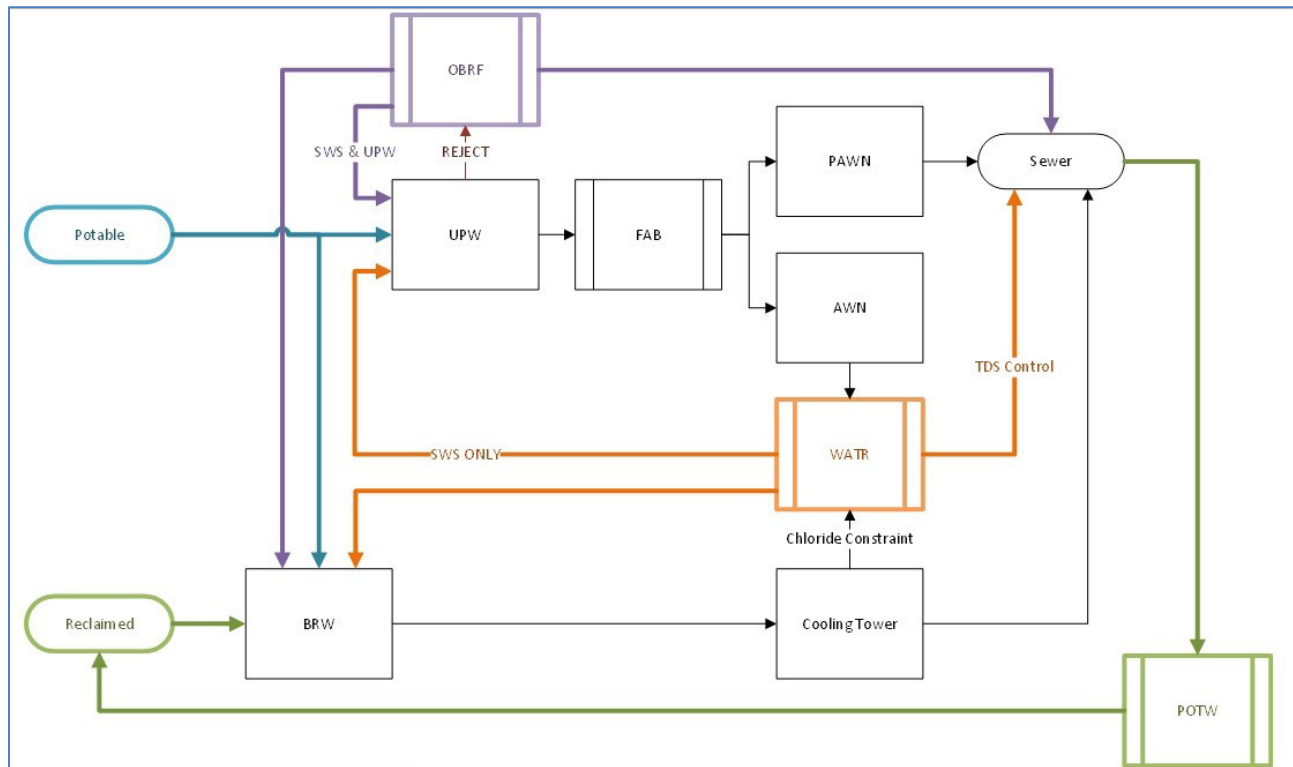 OBRF
SWS & UPW
REJECT
PAWN
Sewer
Potable
UPW
FAB
AWN
TDS Control
SWS ONLY
WATR
Chloride Constraint
Reclaimed
BRW
Cooling Tower
POTW